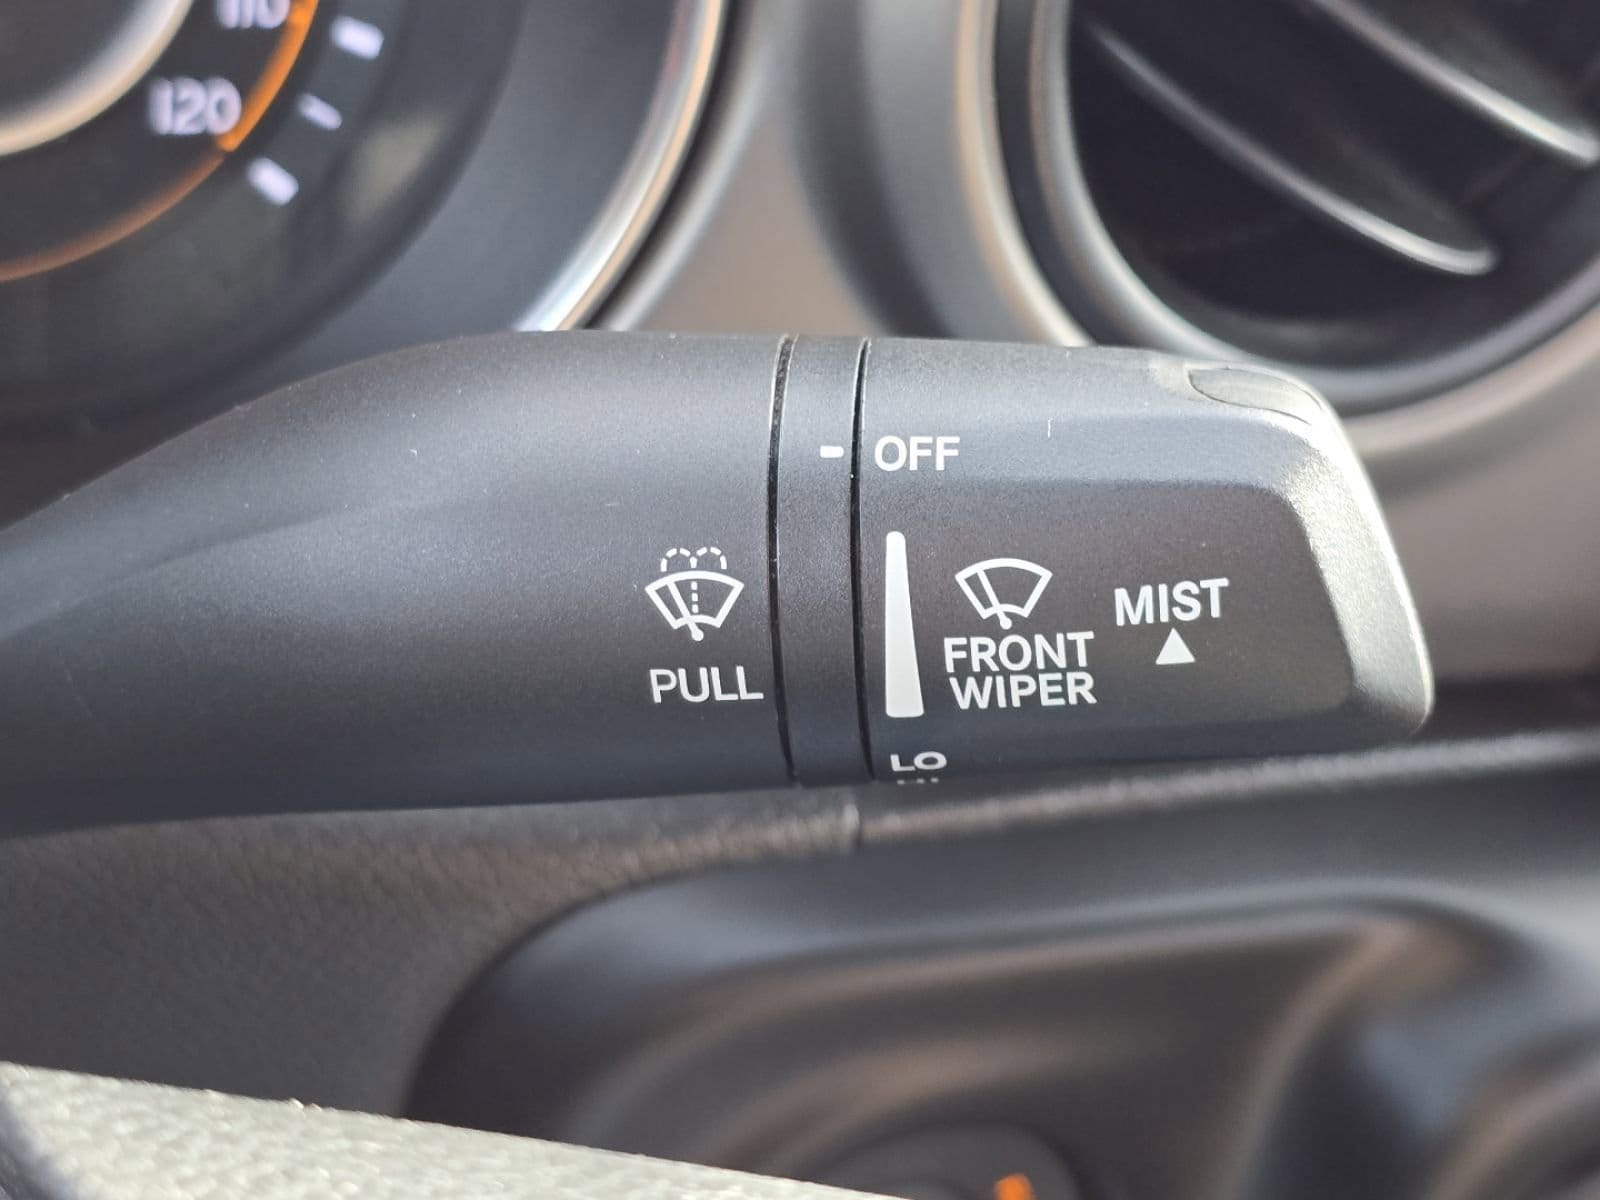 110
120
OFF
PULL
FRONT
WIPER
MIST
LO